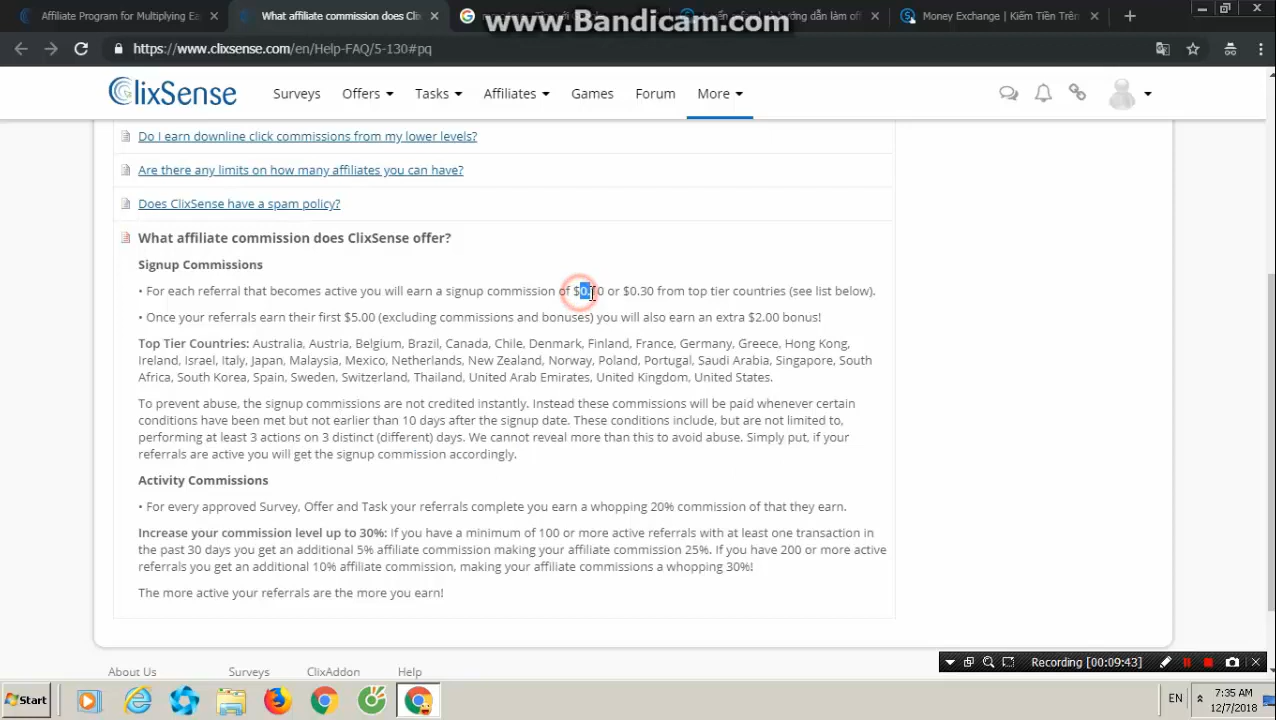 Affiliate Program for Multiplying Ea
What affiliate commission does Cli
Money Exchange | Kiếm Tiền Trên
www.Bandicam.com
https://www.clixsense.com/en/Help-FAQ/5-130#pq
ClixSense
Surveys
Offers
Tasks
Affiliates
Games
Forum
More
Do I earn downline click commissions from my lower levels?
Are there any limits on how many affiliates you can have?
Does ClixSense have a spam policy?
What affiliate commission does ClixSense offer?
Signup Commissions
• For each referral that becomes active you will earn a signup commission of $0. 0 or $0.30 from top tier countries (see list below).
• Once your referrals earn their first $5.00 (excluding commissions and bonuses) you will also earn an extra $2.00 bonus!
Top Tier Countries: Australia, Austria, Belgium, Brazil, Canada, Chile, Denmark, Finland, France, Germany, Greece, Hong Kong,
Ireland, Israel, Italy, Japan, Malaysia, Mexico, Netherlands, New Zealand, Norway, Poland, Portugal, Saudi Arabia, Singapore, South
Africa, South Korea, Spain, Sweden, Switzerland, Thailand, United Arab Emirates, United Kingdom, United States.
To prevent abuse, the signup commissions are not credited instantly. Instead these commissions will be paid whenever certain
conditions have been met but not earlier than 10 days after the signup date. These conditions include, but are not limited to,
performing at least 3 actions on 3 distinct (different) days. We cannot reveal more than this to avoid abuse. Simply put, if your
referrals are active you will get the signup commission accordingly.
Activity Commissions
• For every approved Survey, Offer and Task your referrals complete you earn a whopping 20% commission of that they earn.
Increase your commission level up to 30%: If you have a minimum of 100 or more active referrals with at least one transaction in
the past 30 days you get an additional 5% affiliate commission making your affiliate commission 25%. If you have 200 or more active
referrals you get an additional 10% affiliate commission, making your affiliate commissions a whopping 30%!
The more active your referrals are the more you earn!
About Us
Surveys
ClixAddon
Help
Recording [00:09:43]
Start
EN
7:35 AM
12/7/2018